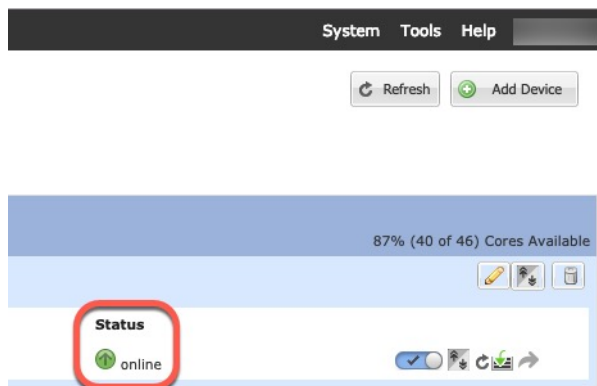 System Tools Help
Refresh Add Device
87% (40 of 46) Cores Available
Status
online